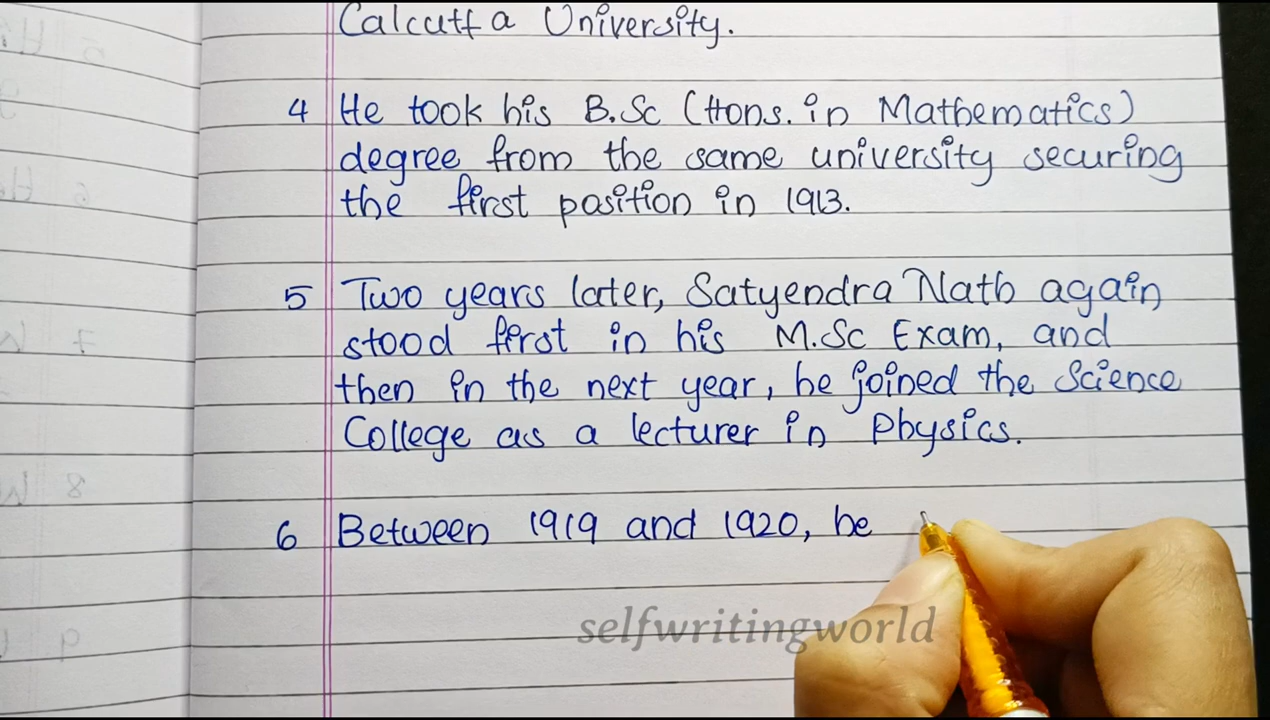 Calcutta University.
4 He took his B.Sc (Hons. in Mathematics)
degree from the same university securing
the first position in 1913.
5 Two years later, Satyendra Nath again
stood first in his M.Sc Exam, and
then in the next year, he joined the Science
College as a lecturer in Physics.
6 Between 1919 and 1920, he
selfwritingworld